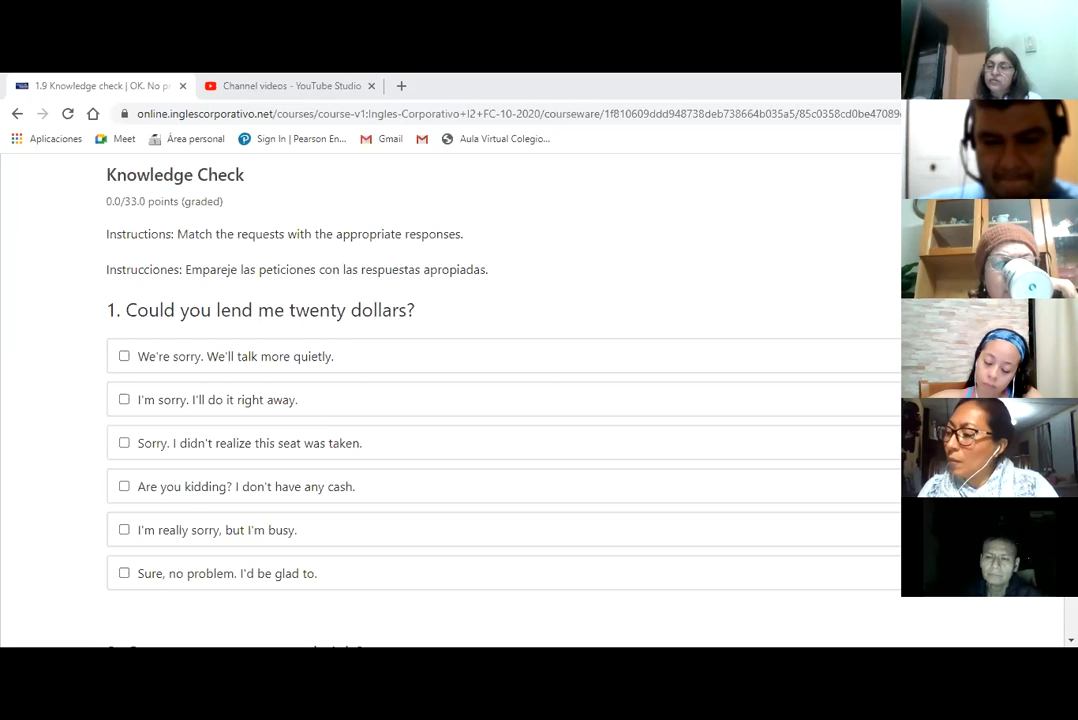 1.9 Knowledge check | OK. No pr
Channel videos - YouTube Studio
online.inglescorporativo.net/courses/course-v1:Ingles-Corporativo+I2+FC-10-2020/courseware/1f810609ddd948738deb738664b035a5/85c0358cd0be47089
Aplicaciones Meet Área personal Sign In | Pearson En... Gmail Aula Virtual Colegio...
Knowledge Check
0.0/33.0 points (graded)
Instructions: Match the requests with the appropriate responses.
Instrucciones: Empareje las peticiones con las respuestas apropiadas.
1. Could you lend me twenty dollars?
We're sorry. We'll talk more quietly.
I'm sorry. I'll do it right away.
Sorry. I didn't realize this seat was taken.
Are you kidding? I don't have any cash.
I'm really sorry, but I'm busy.
Sure, no problem. I'd be glad to.